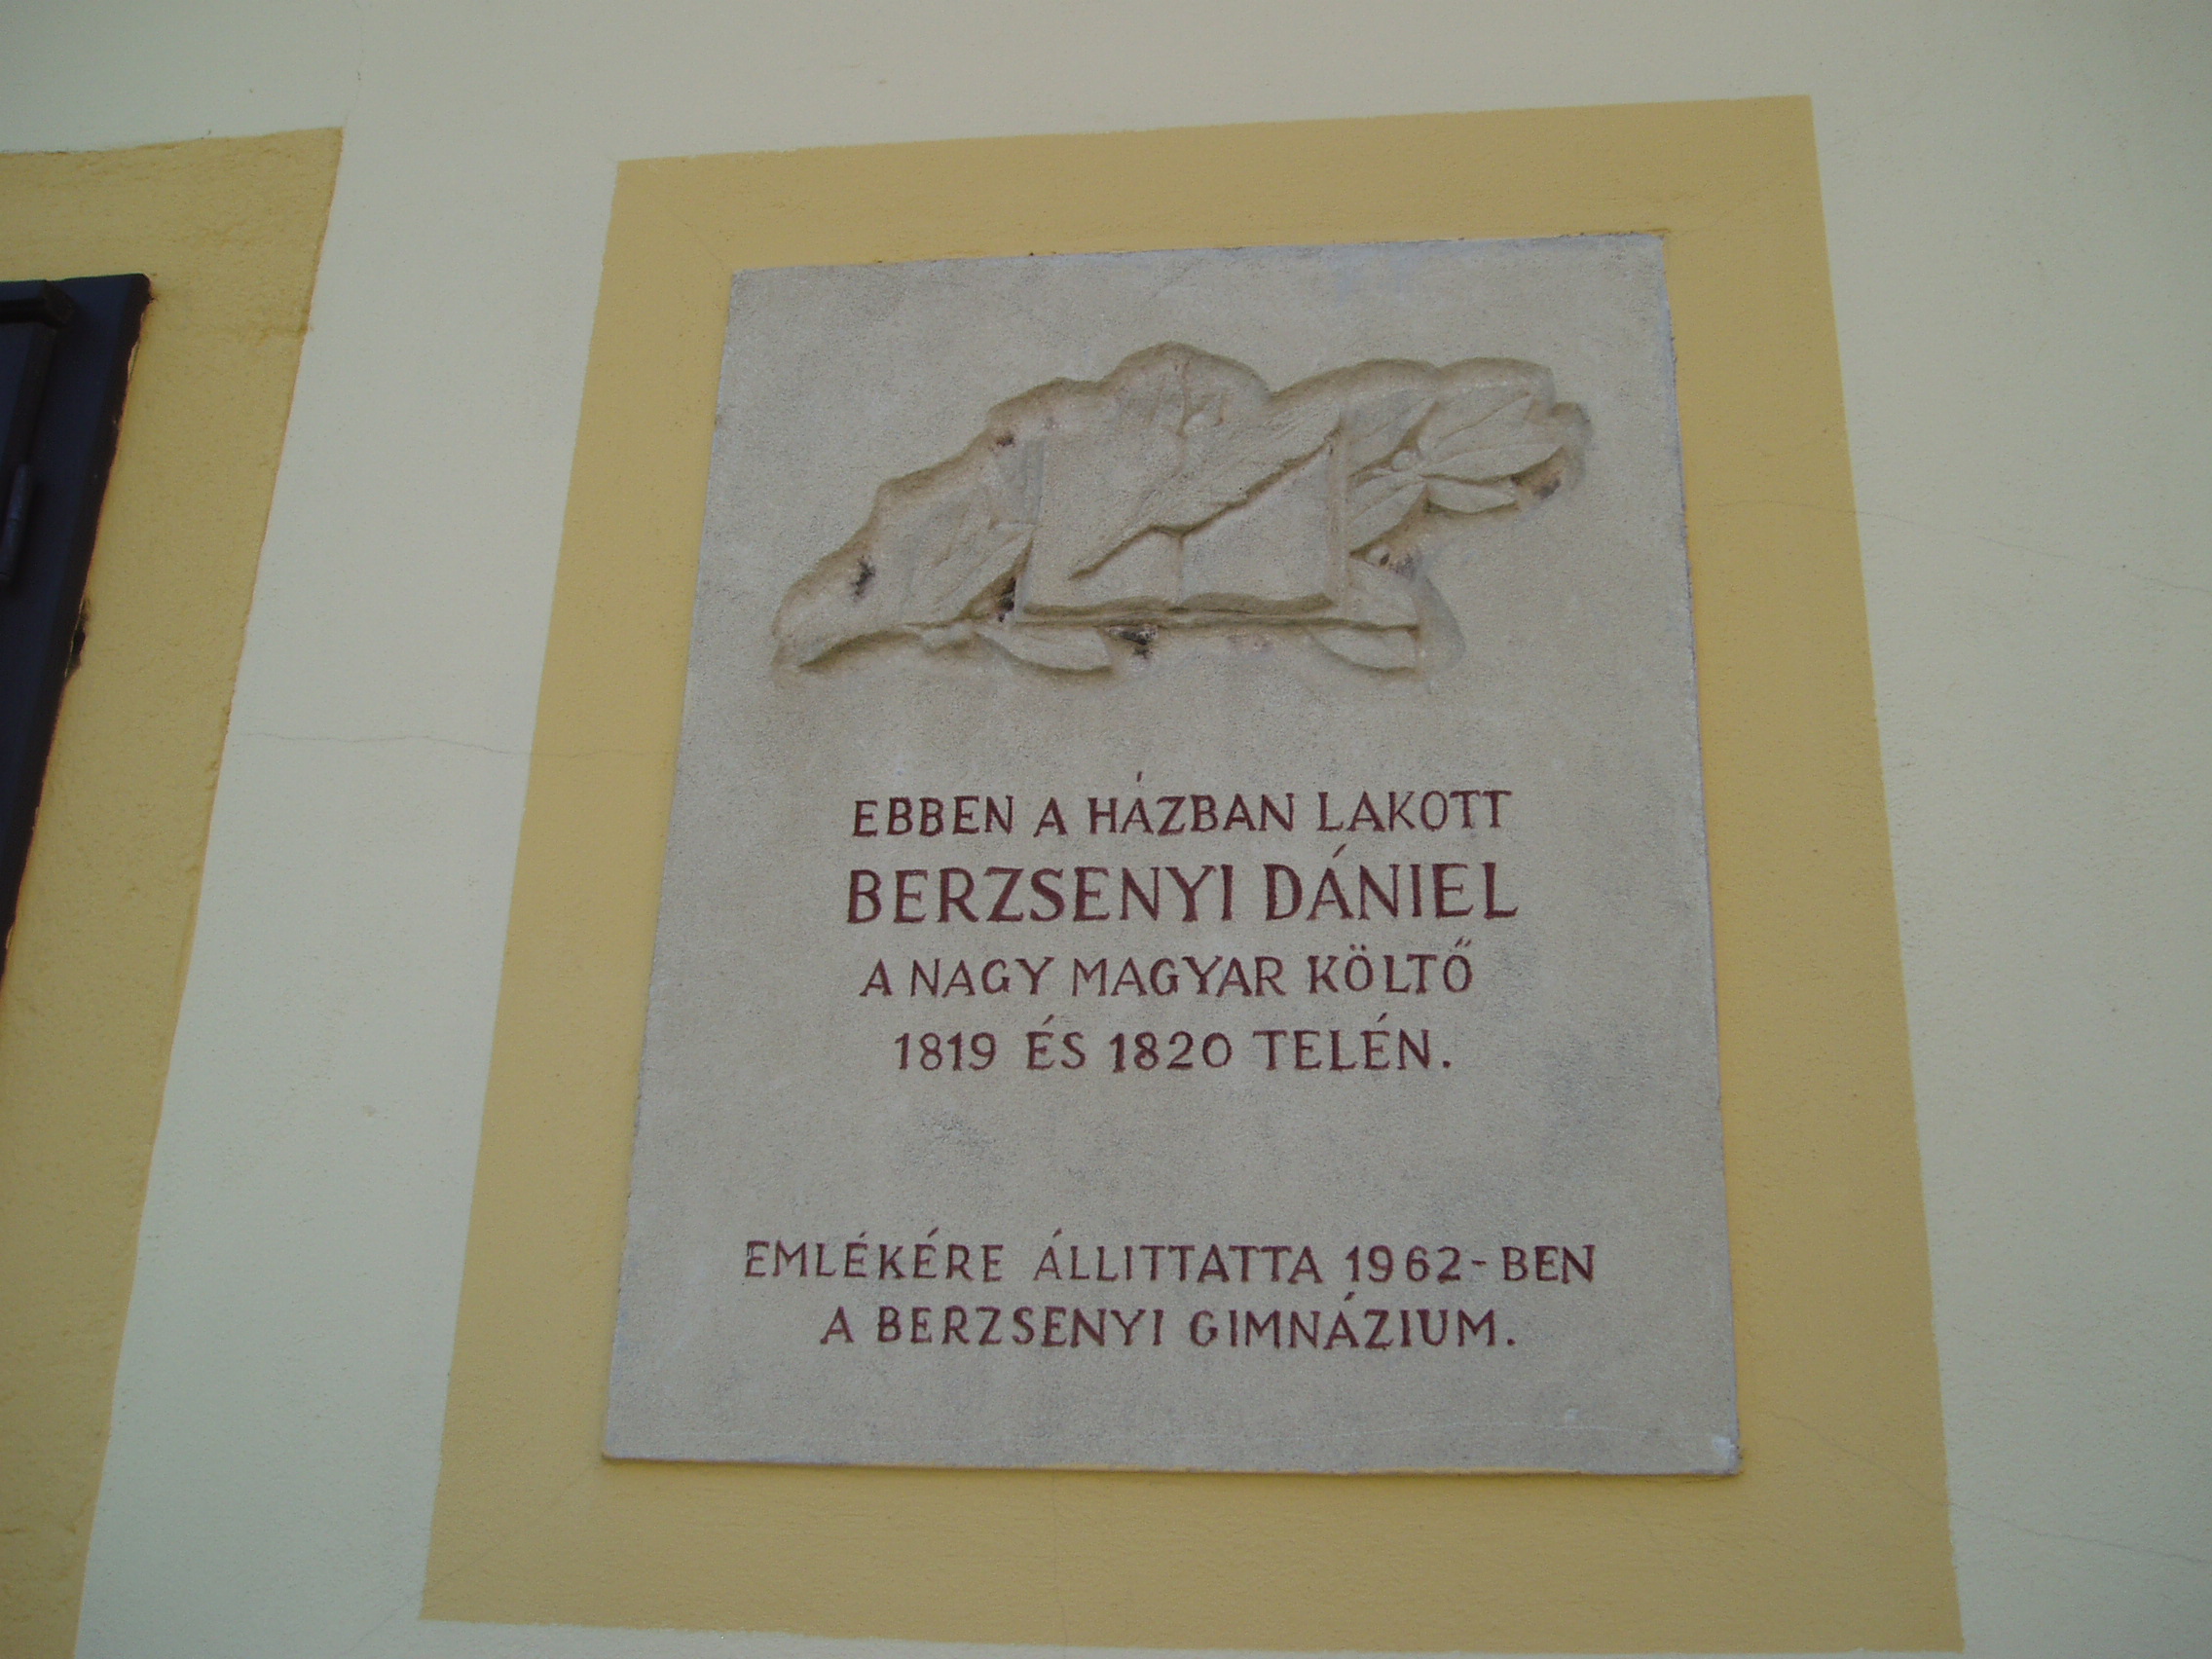 EBBEN A HÁZBAN LAKOTT
BERZSENYI DÁNIEL
A NAGY MAGYAR KÖLTŐ
1819 ÉS 1820 TELÉN.
EMLÉKÉRE ÁLLITTATTA 1962-BEN
A BERZSENYI GIMNÁZIUM.